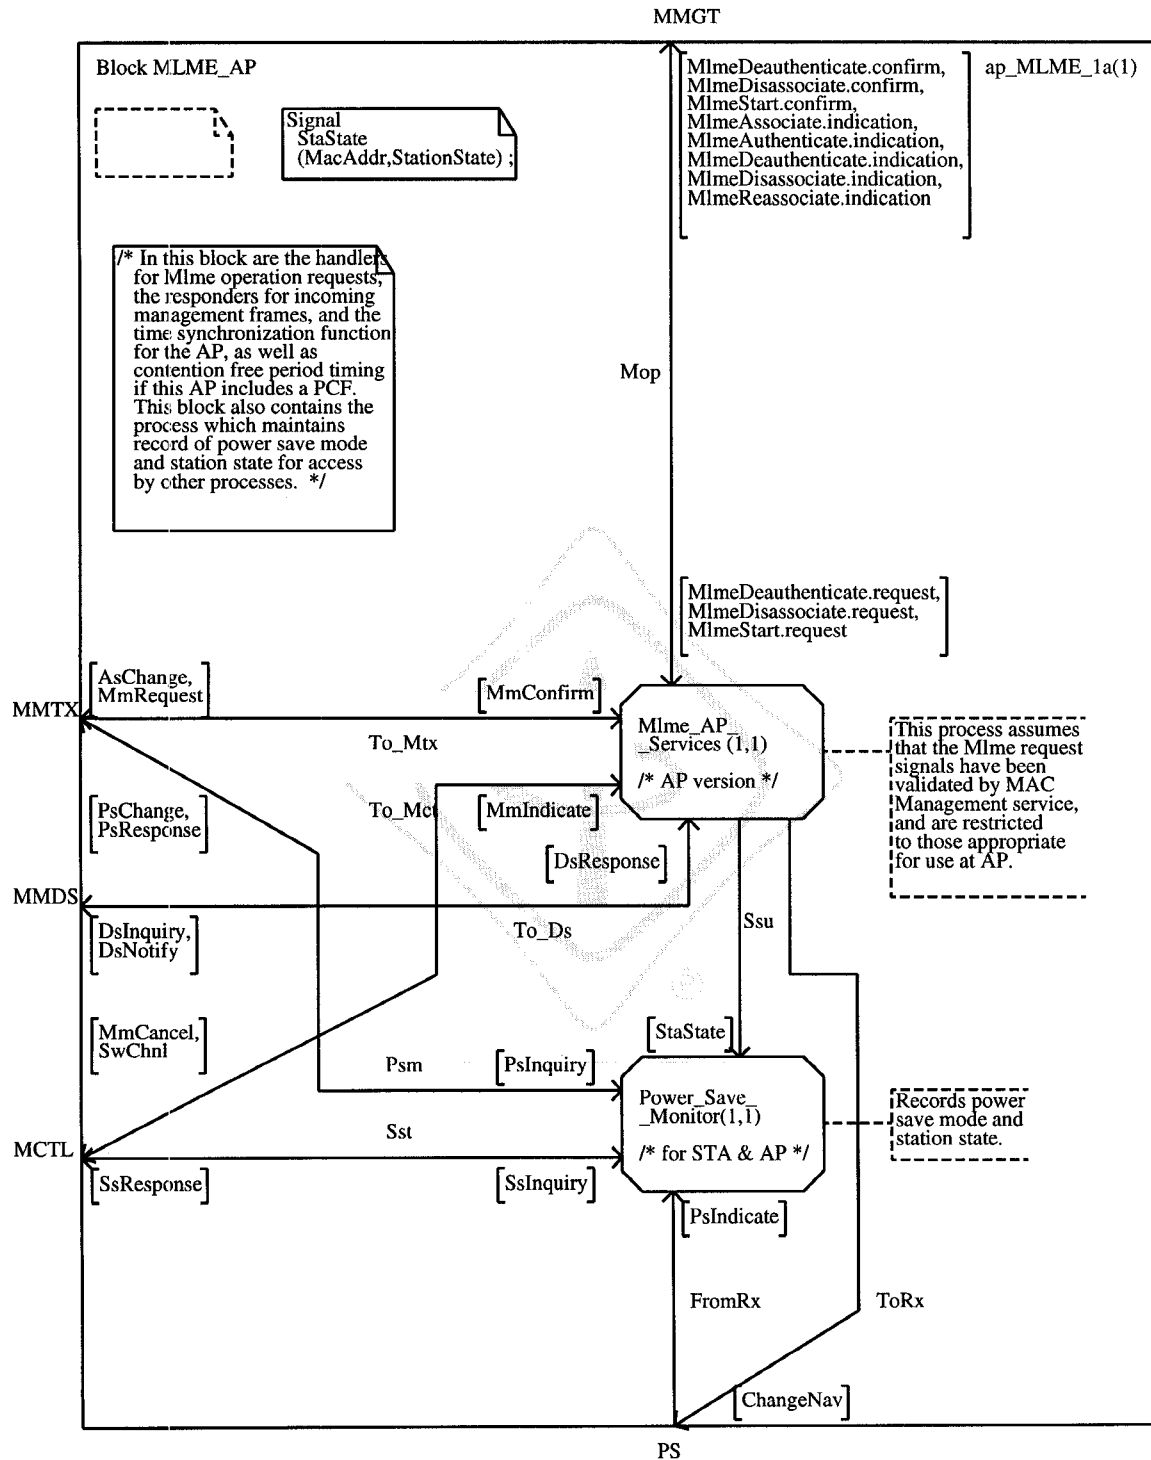 MMGT
Block MLME_AP
ap_MLME_1a(1)
Signal
StaState
(MacAddr,StationState) ;
MlmeDeauthenticate.confirm,
MlmeDisassociate.confirm,
MlmeStart.confirm,
MlmeAssociate.indication,
MlmeAuthenticate.indication,
MlmeDeauthenticate.indication,
MlmeDisassociate.indication,
MlmeReassociate.indication
/* In this block are the handlers
for Mlme operation requests,
the responders for incoming
management frames, and the
time synchronization function
for the AP, as well as
contention free period timing
if this AP includes a PCF.
This block also contains the
process which maintains
record of power save mode
and station state for access
by other processes. */
Mop
MlmeDeauthenticate.request,
MlmeDisassociate.request,
MlmeStart.request
AsChange,
MmRequest
MmConfirm
MMTX
To_Mtx
Mlme_AP_
_Services (1,1)
/* AP version */
This process assumes
that the Mlme request
signals have been
validated by MAC
Management service,
and are restricted
to those appropriate
for use at AP.
PsChange,
PsResponse
To_Mct
MmIndicate
DsResponse
MMDS
DsInquiry,
DsNotify
To_Ds
Ssu
MmCancel,
SwChnl
StaState
Psm
PsInquiry
Power_Save_
_Monitor(1,1)
/* for STA & AP */
Records power
save mode and
station state.
Sst
MCTL
SsResponse
SsInquiry
PsIndicate
FromRx
ToRx
ChangeNav
PS